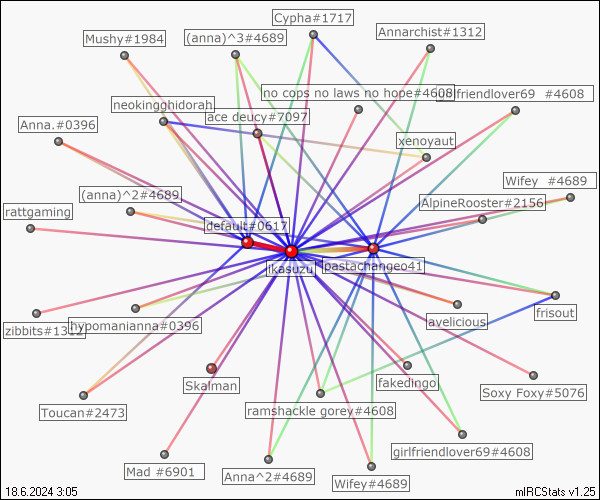 Cypha#1717
Annarchist#1312
Mushy#1984
(anna)^3#4689
no cops no laws no hope#4608
friendlover69 #4608
neokingghidorah
ace deucy#7097
Anna.#0396
xenoyaut
Wifey #4689
(anna)^2#4689
AlpineRooster#2156
rattgaming
default#0617
jkasuzu
pastachangeo41
frisout
avelicious
zibbits#1312
hypomanianna#0396
Skalman
fakedingo
Soxy Foxy#5076
Toucan#2473
ramshackle gorey#4608
girlfriendlover69#4608
Mad #6901
Anna^2#4689
Wifey#4689
18.6.2024 3:05
mIRCStats v1.25